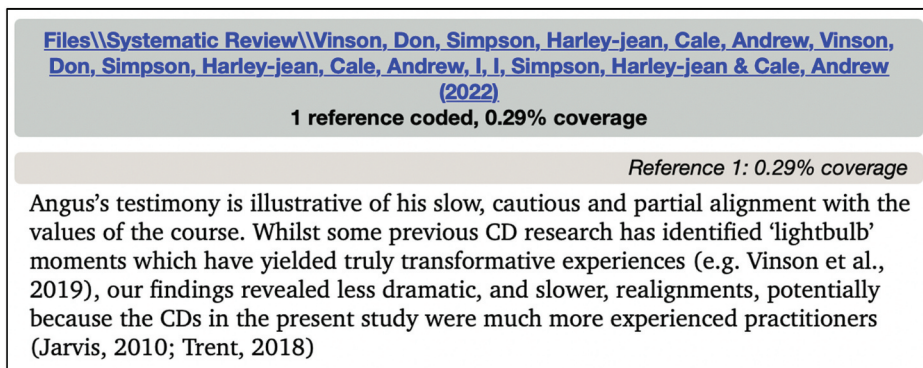 Files\\Systematic Review\\Vinson, Don, Simpson, Harley-jean, Cale, Andrew, Vinson,
Don, Simpson, Harley-jean, Cale, Andrew, I, I, Simpson, Harley-jean & Cale, Andrew
(2022)
1 reference coded, 0.29% coverage
Reference 1: 0.29% coverage
Angus’s testimony is illustrative of his slow, cautious and partial alignment with the
values of the course. Whilst some previous CD research has identified ‘lightbulb’
moments which have yielded truly transformative experiences (e.g. Vinson et al.,
2019), our findings revealed less dramatic, and slower, realignments, potentially
because the CDs in the present study were much more experienced practitioners
(Jarvis, 2010; Trent, 2018)